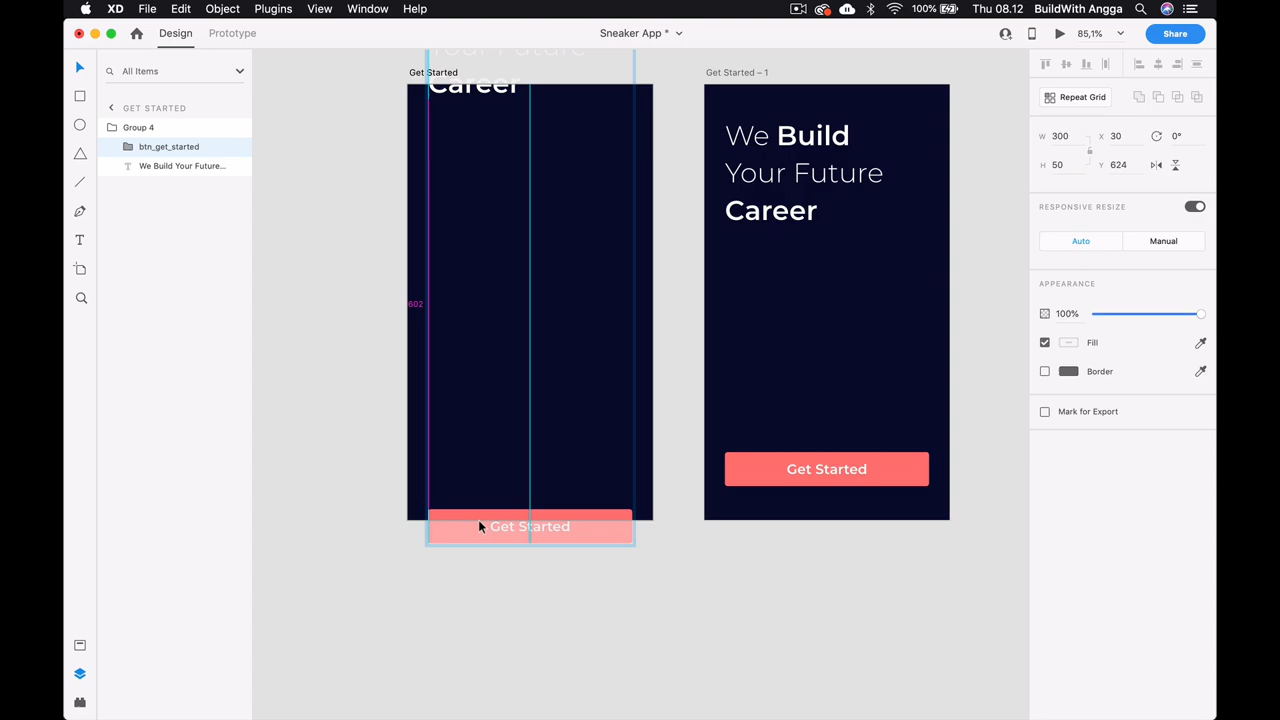 XD File Edit Object Plugins View Window Help 100% Thu 08.12 BuildWith Angga
Design Prototype Sneaker App * 85,1% Share
All Items
GET STARTED
Group 4
btn_get_started
We Build Your Future...
Your Future
Get Started
Career
602
Get Started
Get Started – 1
We Build
Your Future
Career
Get Started
Repeat Grid
W 300 X 30 0°
H 50 Y 624
RESPONSIVE RESIZE
Auto Manual
APPEARANCE
100%
Fill
Border
Mark for Export